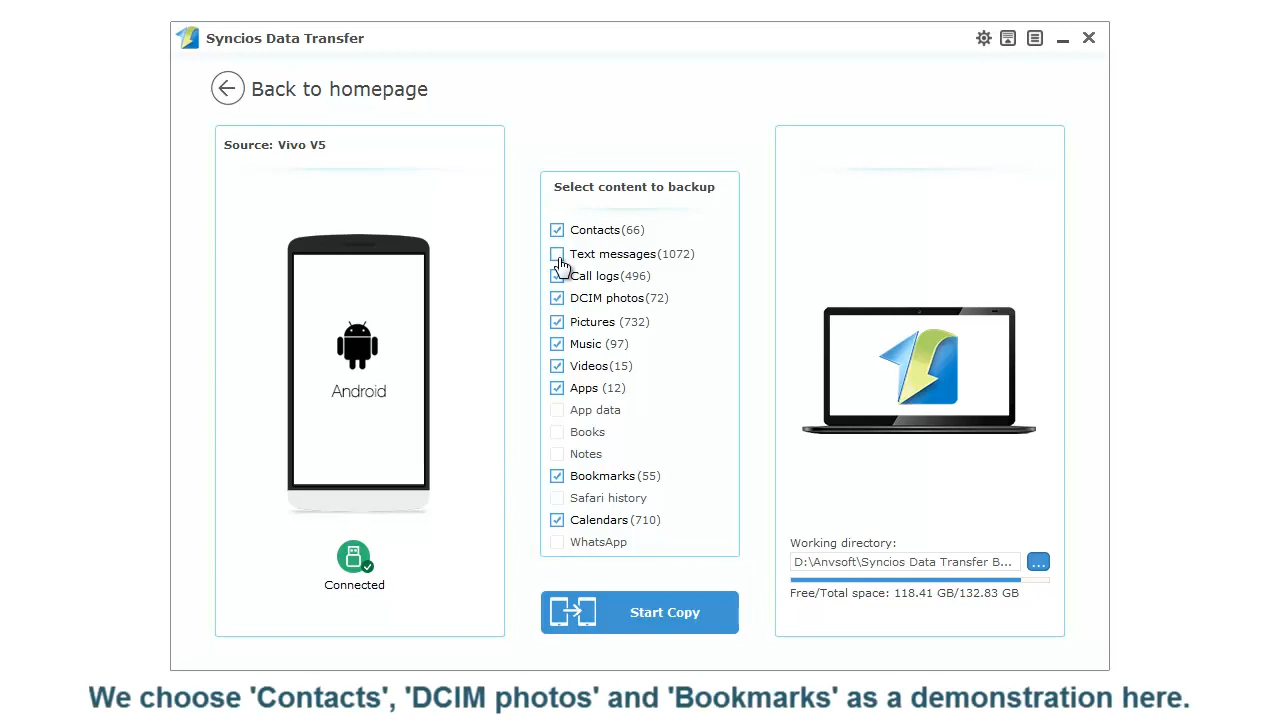 Syncios Data Transfer
Back to homepage
Source: Vivo V5
Android
Connected
Select content to backup
Contacts(66)
Text messages(1072)
Call logs(496)
DCIM photos(72)
Pictures (732)
Music (97)
Videos(15)
Apps (12)
App data
Books
Notes
Bookmarks(55)
Safari history
Calendars(710)
WhatsApp
Start Copy
Working directory:
D:\Anvsoft\Syncios Data Transfer B... ...
Free/Total space: 118.41 GB/132.83 GB
We choose 'Contacts', 'DCIM photos' and 'Bookmarks' as a demonstration here.